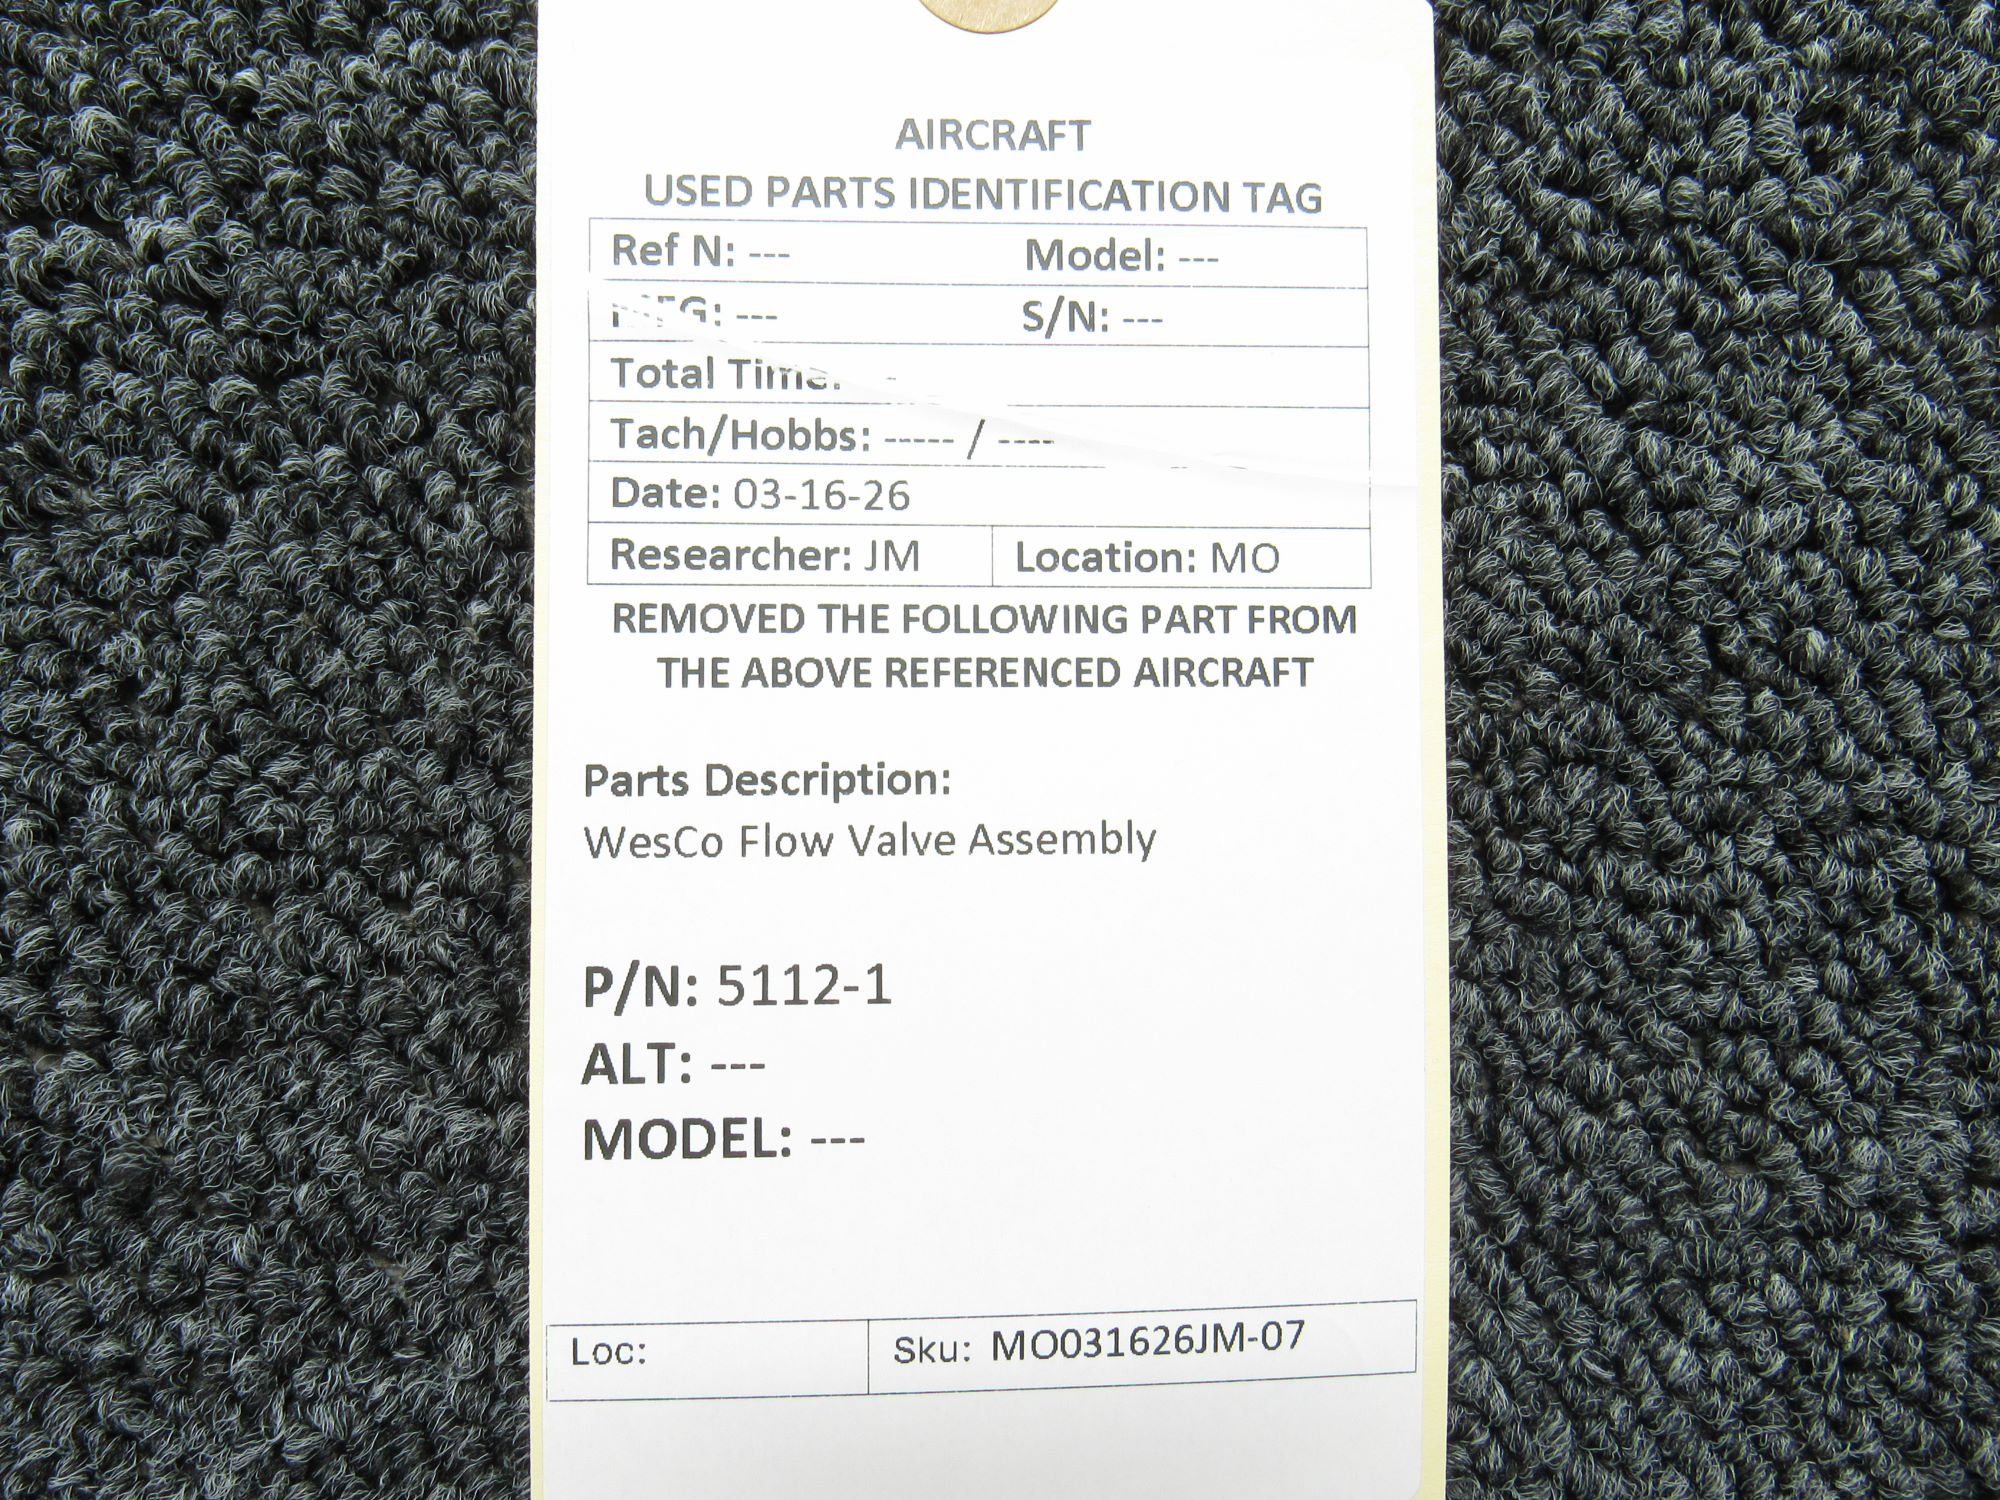 AIRCRAFT
USED PARTS IDENTIFICATION TAG
Ref N: --- Model: ---
MFG: --- S/N: ---
Total Time: -
Tach/Hobbs: ----- / ----
Date: 03-16-26
Researcher: JM Location: MO
REMOVED THE FOLLOWING PART FROM
THE ABOVE REFERENCED AIRCRAFT
Parts Description:
WesCo Flow Valve Assembly
P/N: 5112-1
ALT: ---
MODEL: ---
Loc: Sku: MO031626JM-07